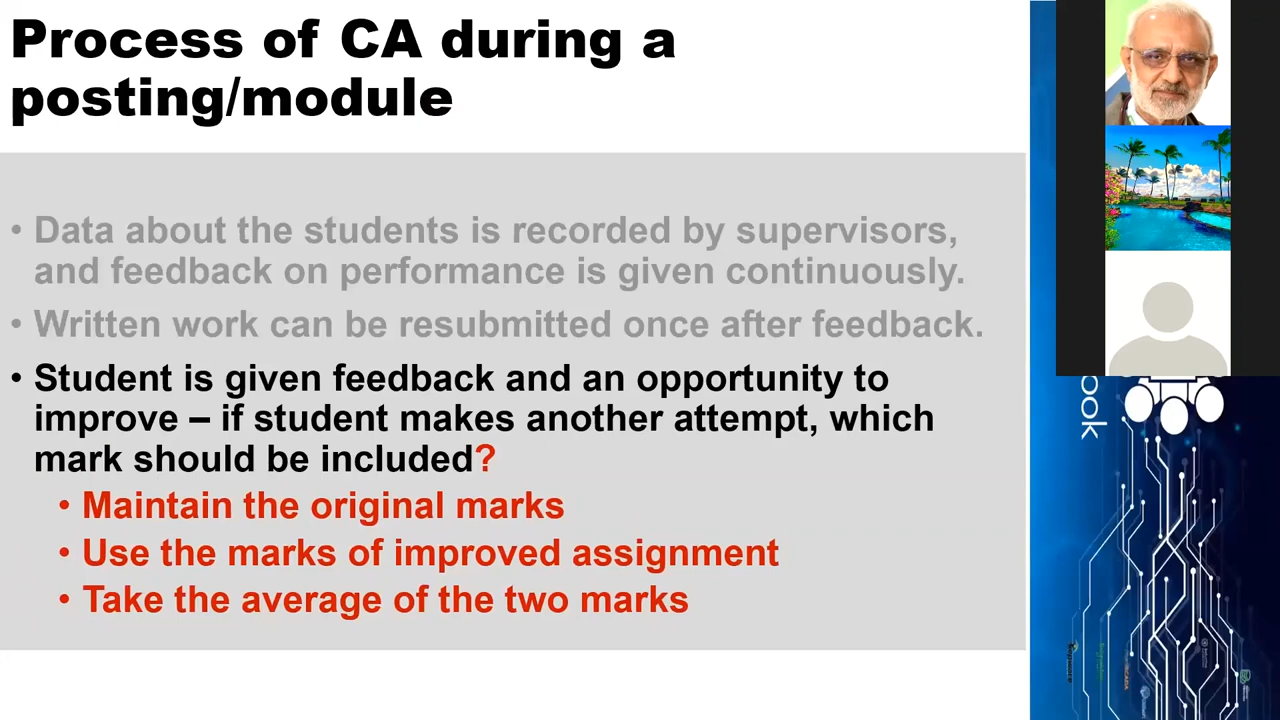 Process of CA during a
posting/module
• Data about the students is recorded by supervisors,
and feedback on performance is given continuously.
• Written work can be resubmitted once after feedback.
• Student is given feedback and an opportunity to
improve – if student makes another attempt, which
mark should be included?
• Maintain the original marks
• Use the marks of improved assignment
• Take the average of the two marks
ook